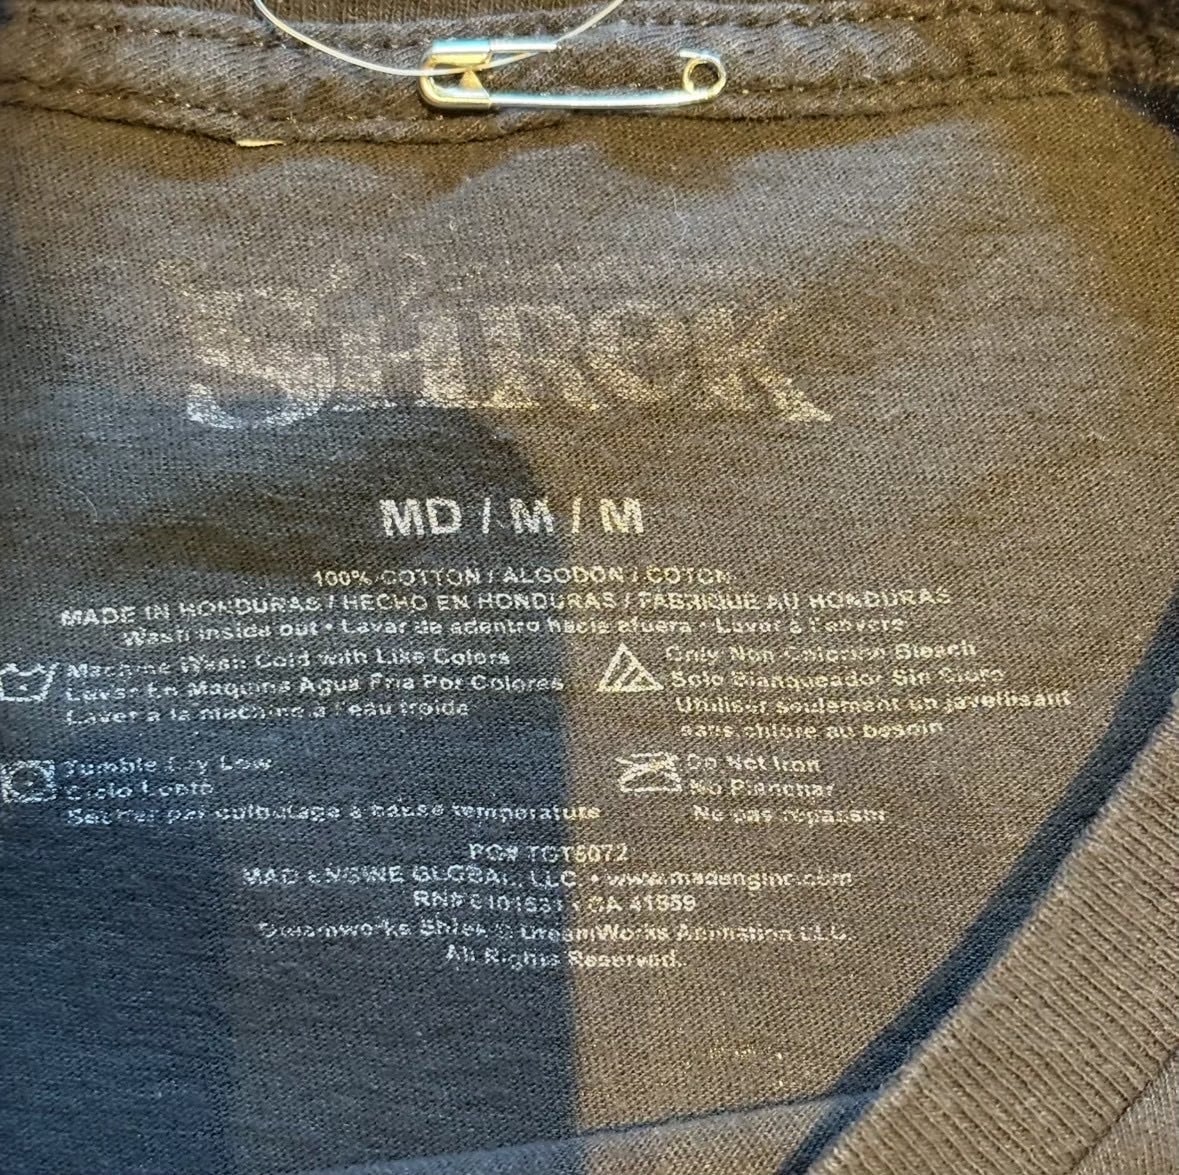 SHREK
MD / M / M
100% COTTON / ALGODON / COTON
MADE IN HONDURAS / HECHO EN HONDURAS / FABRIQUE AU HONDURAS
Wash inside out • Lavar de adentro hacia afuera • Laver à l'envers
Machine Wash Cold with Like Colors
Lavar En Maquina Agua Fria Por Colores
Laver a la machine a l'eau froide
Only Non Chlorine Bleach
Solo Blanqueador Sin Cloro
Utiliser seulement un javellisant
sans chlore au besoin
Tumble Dry Low
Ciclo Lento
Sécher par culbutage à basse temperature
Do Not Iron
No Planchar
Ne pas repasser
PO# TGT6072
MAD ENGINE GLOBAL, LLC • www.madengine.com
RN# • CA 41859
Dreamworks Shrek © DreamWorks Animation LLC.
All Rights Reserved.